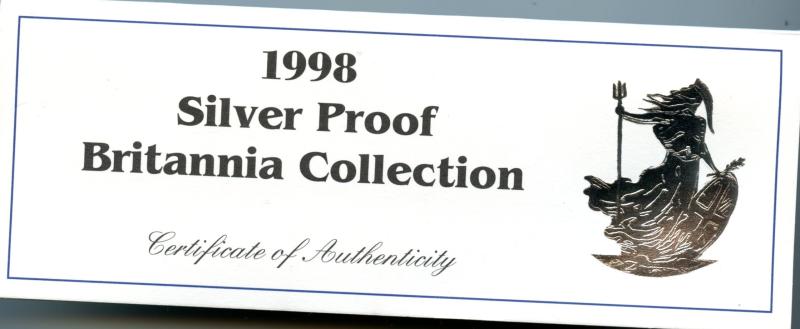 1998
Silver Proof
Britannia Collection
Certificate of Authenticity